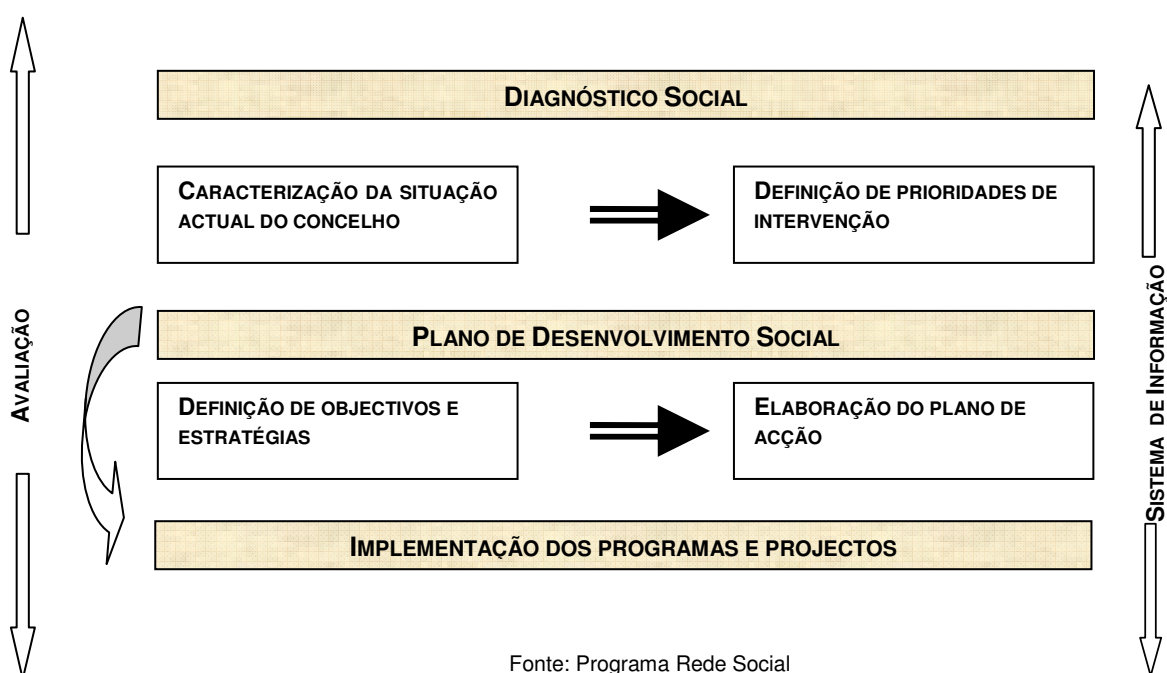 DIAGNÓSTICO SOCIAL
CARACTERIZAÇÃO DA SITUAÇÃO
ACTUAL DO CONCELHO
DEFINIÇÃO DE PRIORIDADES DE
INTERVENÇÃO
PLANO DE DESENVOLVIMENTO SOCIAL
DEFINIÇÃO DE OBJECTIVOS E
ESTRATÉGIAS
ELABORAÇÃO DO PLANO DE
ACÇÃO
IMPLEMENTAÇÃO DOS PROGRAMAS E PROJECTOS
AVALIAÇÃO
SISTEMA DE INFORMAÇÃO
Fonte: Programa Rede Social